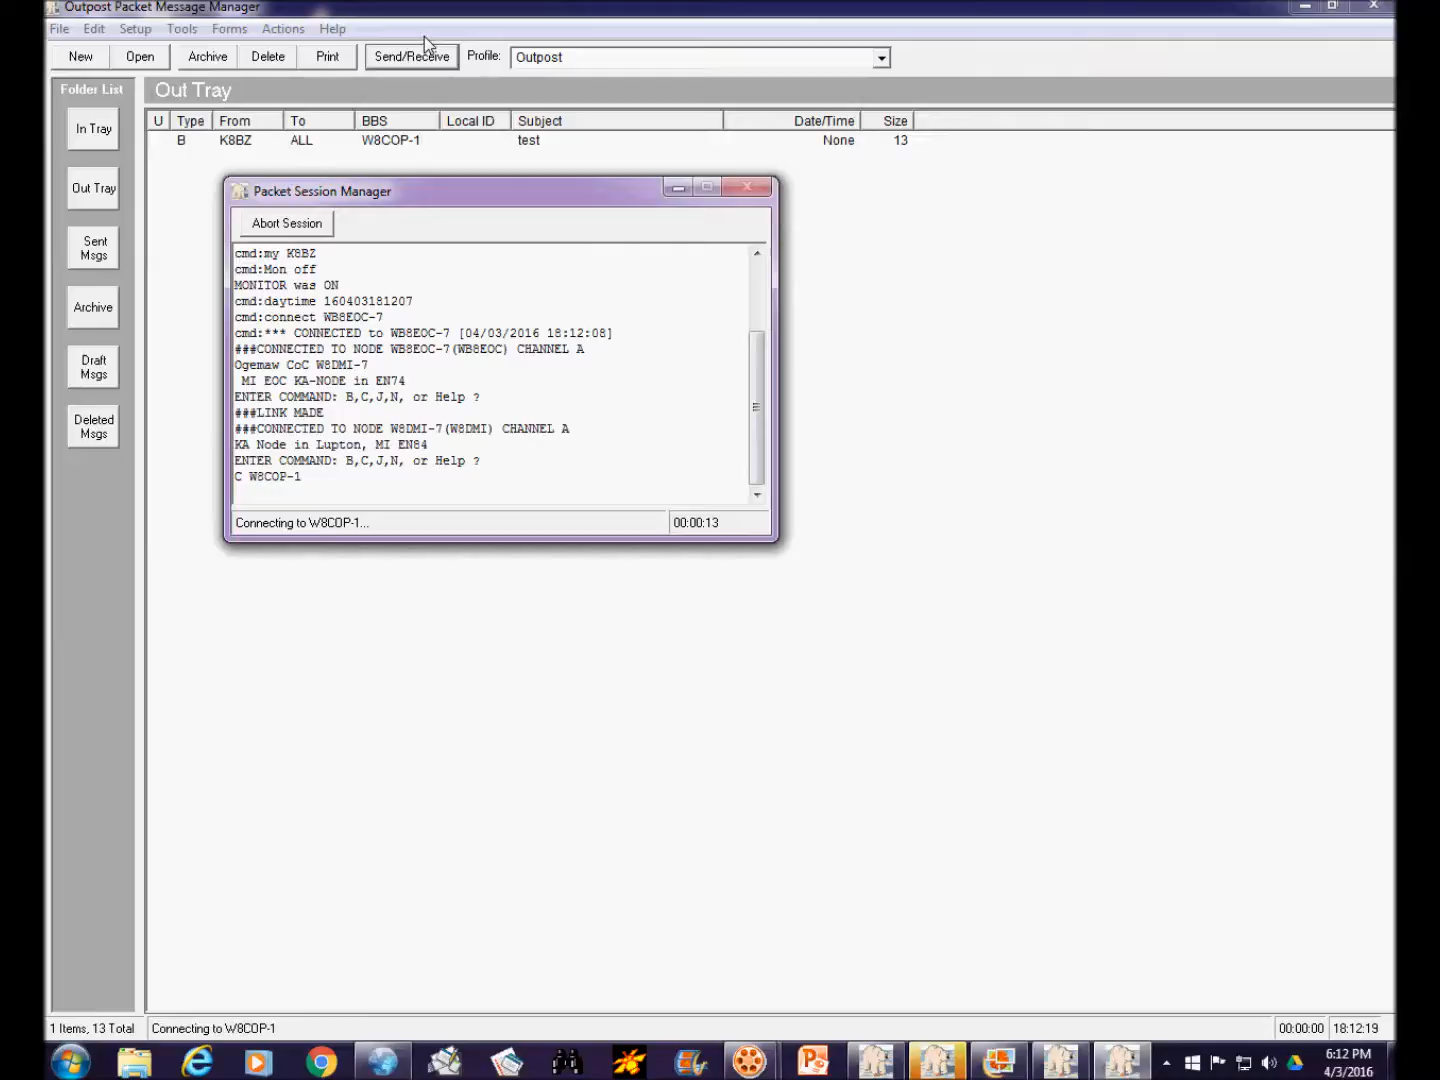 Outpost Packet Message Manager
File Edit Setup Tools Forms Actions Help
New Open Archive Delete Print Send/Receive Profile: Outpost
Folder List
In Tray
Out Tray
Sent
Msgs
Archive
Draft
Msgs
Deleted
Msgs
Out Tray
U Type From To BBS Local ID Subject Date/Time Size
B K8BZ ALL W8COP-1 test None 13
Packet Session Manager
Abort Session
cmd:my K8BZ
cmd:Mon off
MONITOR was ON
cmd:daytime 160403181207
cmd:connect WB8EOC-7
cmd:*** CONNECTED to WB8EOC-7 [04/03/2016 18:12:08]
###CONNECTED TO NODE WB8EOC-7(WB8EOC) CHANNEL A
Ogemaw CoC W8DMI-7
MI EOC KA-NODE in EN74
ENTER COMMAND: B,C,J,N, or Help ?
###LINK MADE
###CONNECTED TO NODE W8DMI-7(W8DMI) CHANNEL A
KA Node in Lupton, MI EN84
ENTER COMMAND: B,C,J,N, or Help ?
C W8COP-1
Connecting to W8COP-1... 00:00:13
1 Items, 13 Total Connecting to W8COP-1 00:00:00 18:12:19
6:12 PM
4/3/2016